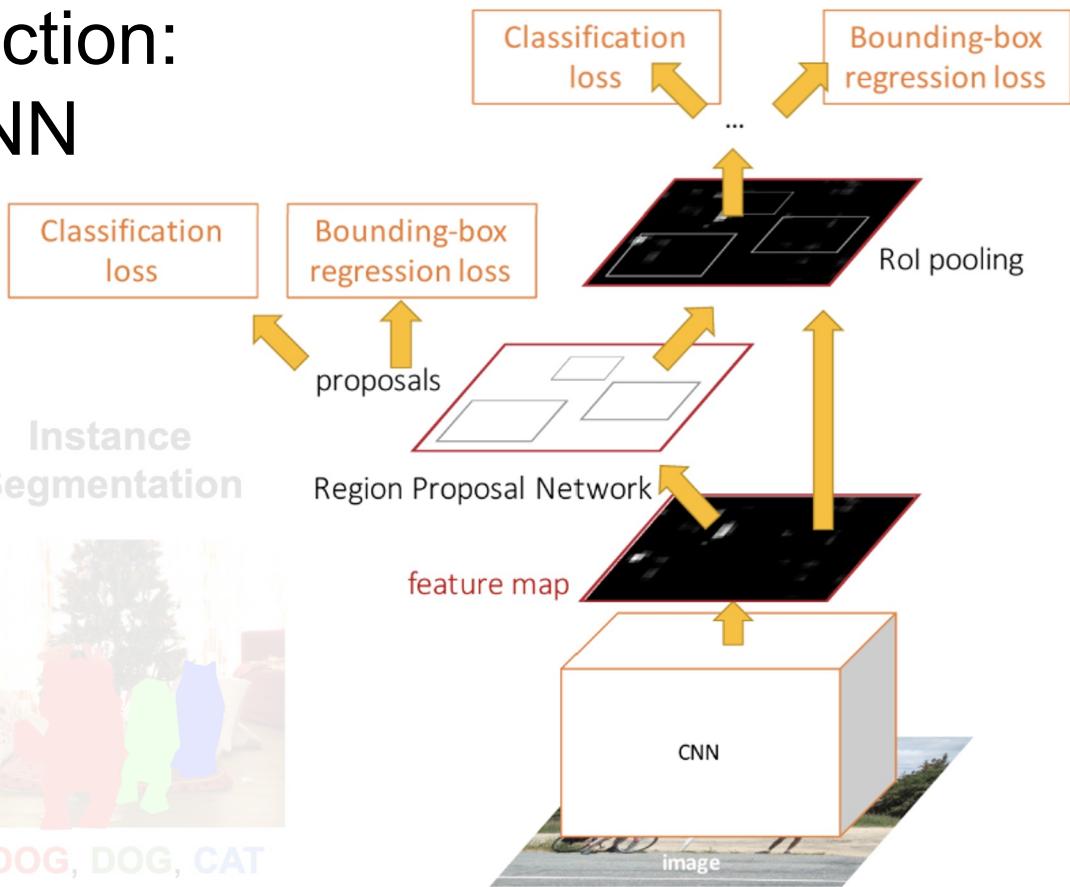 ction:
NN
Classification
loss
Bounding-box
regression loss
...
Classification
loss
Bounding-box
regression loss
RoI pooling
proposals
Instance
Segmentation
Region Proposal Network
feature map
CNN
image
DOG, DOG, CAT